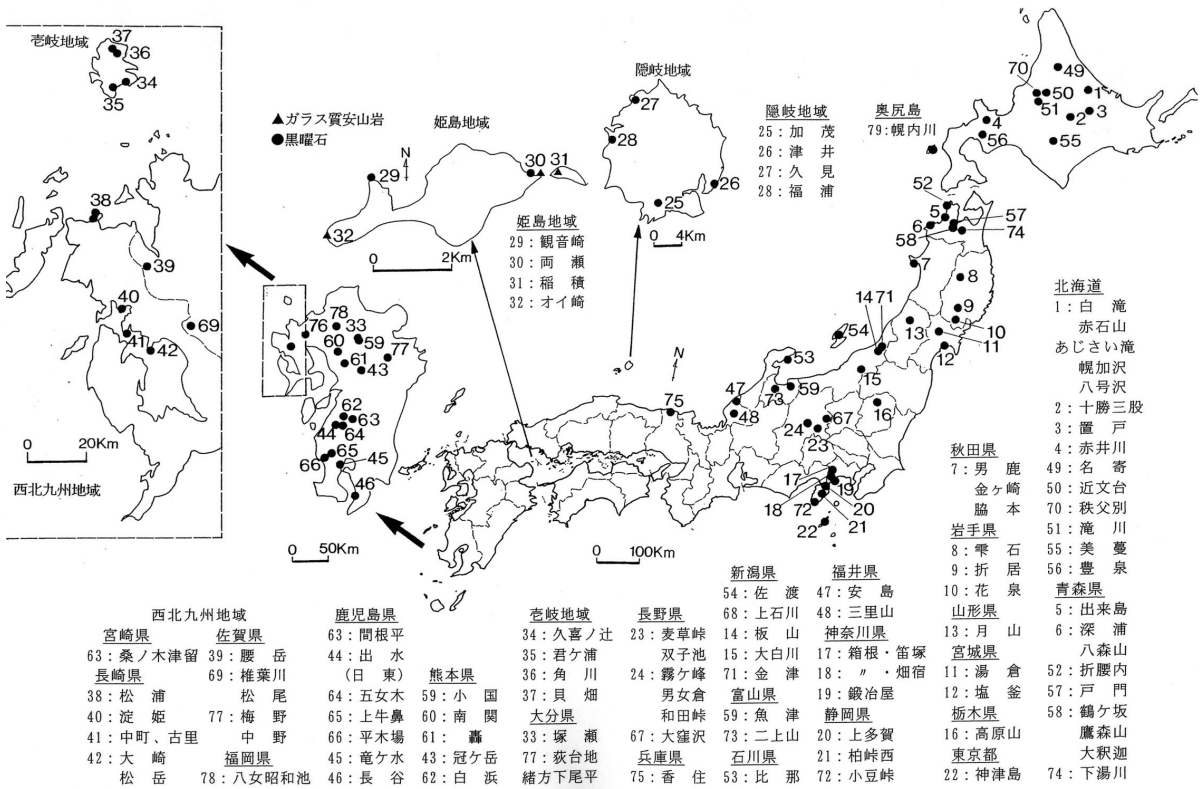 壱岐地域
37
36
34
35
38
39
40
41
42
69
0 20Km
西北九州地域
▲ガラス質安山岩
●黒曜石
姫島地域
N
29
30
31
32
0 2Km
姫島地域
29：観音崎
30：両 瀬
31：稲 積
32：オイ崎
隠岐地域
27
28
26
25
0 4Km
隠岐地域
25：加 茂
26：津 井
27：久 見
28：福 浦
奥尻島
79：幌内川
70
49
50
1
51
2
3
4
56
55
52
5
57
6
58
74
7
8
9
10
11
12
13
14
71
54
15
16
53
73
59
47
48
75
24
23
67
17
18
19
72
20
21
22
N
0 100Km
76
78
33
59
60
61
77
43
62
63
44
64
65
66
45
46
0 50Km
北海道
1：白 滝
赤石山
あじさい滝
幌加沢
八号沢
2：十勝三股
3：置 戸
4：赤井川
49：名 寄
50：近文台
70：秩父別
51：滝 川
55：美 蔓
56：豊 泉
青森県
5：出来島
6：深 浦
八森山
52：折腰内
57：戸 門
58：鶴ケ坂
鷹森山
大釈迦
74：下湯川
秋田県
7：男 鹿
金ヶ崎
脇 本
岩手県
8：雫 石
9：折 居
10：花 泉
山形県
13：月 山
宮城県
11：湯 倉
12：塩 釜
栃木県
16：高原山
東京都
22：神津島
福井県
47：安 島
48：三里山
神奈川県
17：箱根・笛塚
18：〃・畑宿
19：鍛冶屋
静岡県
20：上多賀
21：柏峠西
72：小豆峠
新潟県
54：佐 渡
68：上石川
14：板 山
15：大白川
71：金 津
富山県
59：魚 津
73：二上山
石川県
53：比 那
長野県
23：麦草峠
双子池
24：霧ケ峰
男女倉
和田峠
67：大窪沢
兵庫県
75：香 住
壱岐地域
34：久喜ノ辻
35：君ケ浦
36：角 川
37：貝 畑
大分県
33：塚 瀬
77：荻台地
緒方下尾平
熊本県
59：小 国
60：南 関
61：轟
43：冠ケ岳
62：白 浜
鹿児島県
63：間根平
44：出 水
（日 東）
64：五女木
65：上牛鼻
66：平木場
45：竜ケ水
46：長 谷
西北九州地域
佐賀県
39：腰 岳
69：椎葉川
松 尾
77：梅 野
中 野
福岡県
78：八女昭和池
宮崎県
63：桑ノ木津留
長崎県
38：松 浦
40：淀 姫
41：中町、古里
42：大 崎
松 岳